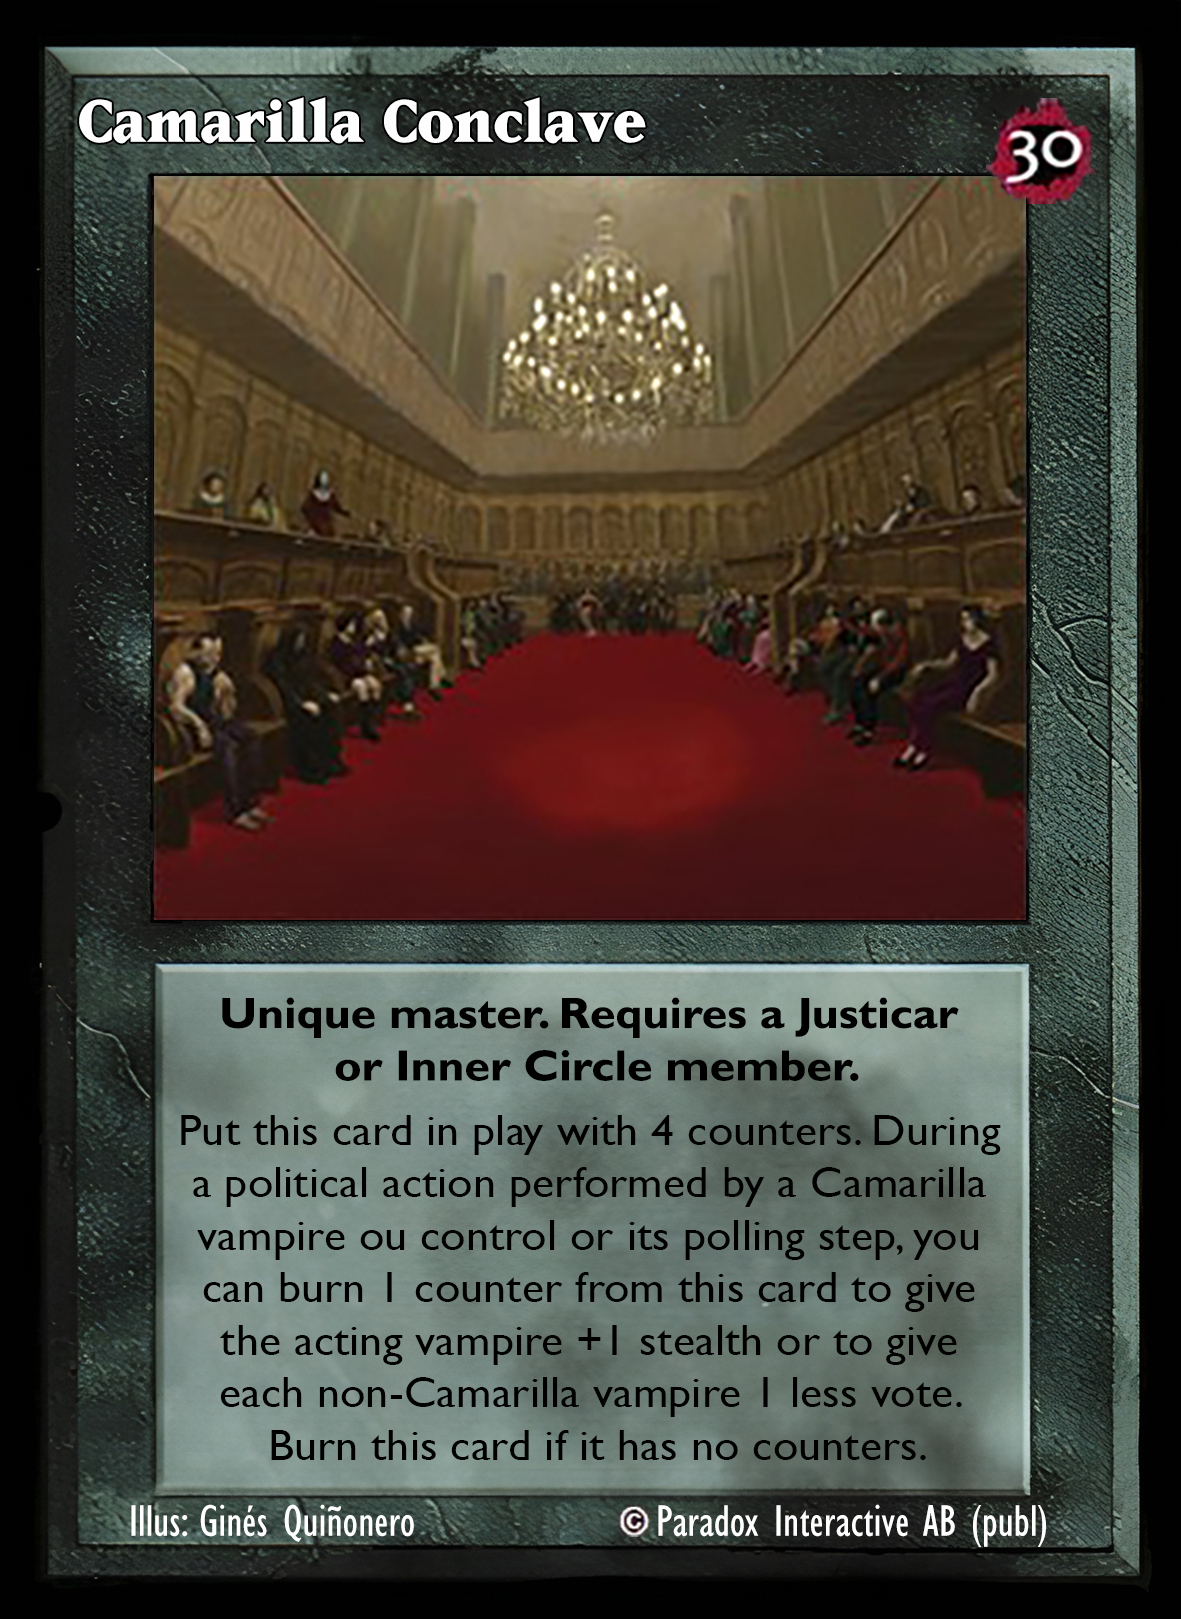 Camarilla Conclave
30
Unique master. Requires a Justicar
or Inner Circle member.
Put this card in play with 4 counters. During
a political action performed by a Camarilla
vampire ou control or its polling step, you
can burn 1 counter from this card to give
the acting vampire +1 stealth or to give
each non-Camarilla vampire 1 less vote.
Burn this card if it has no counters.
Illus: Ginés Quiñonero
© Paradox Interactive AB (publ)